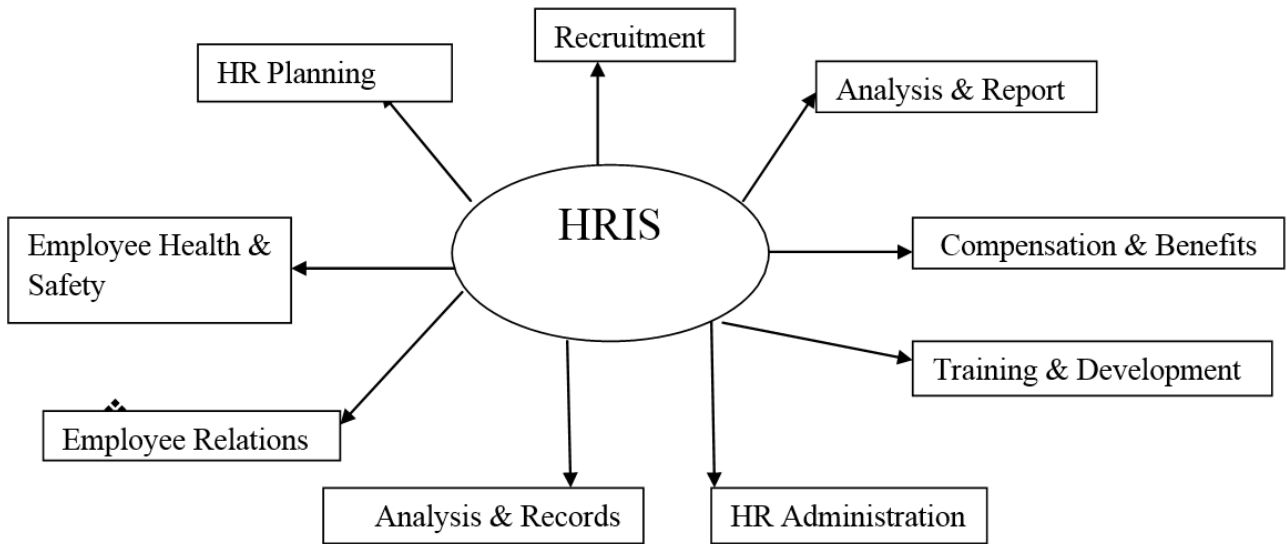 Recruitment
HR Planning
Analysis & Report
HRIS
Employee Health &
Safety
Compensation & Benefits
Training & Development
Employee Relations
Analysis & Records
HR Administration